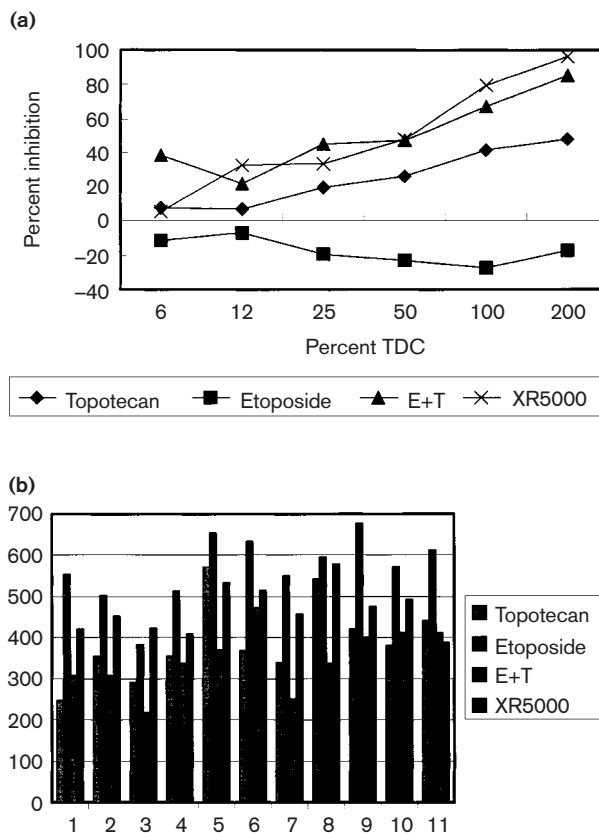 (a)
100
80
60
40
20
0
−20
−40
Percent inhibition
6 12 25 50 100 200
Percent TDC
Topotecan Etoposide E+T XR5000
(b)
700
600
500
400
300
200
100
0
1 2 3 4 5 6 7 8 9 10 11
Topotecan
Etoposide
E+T
XR5000